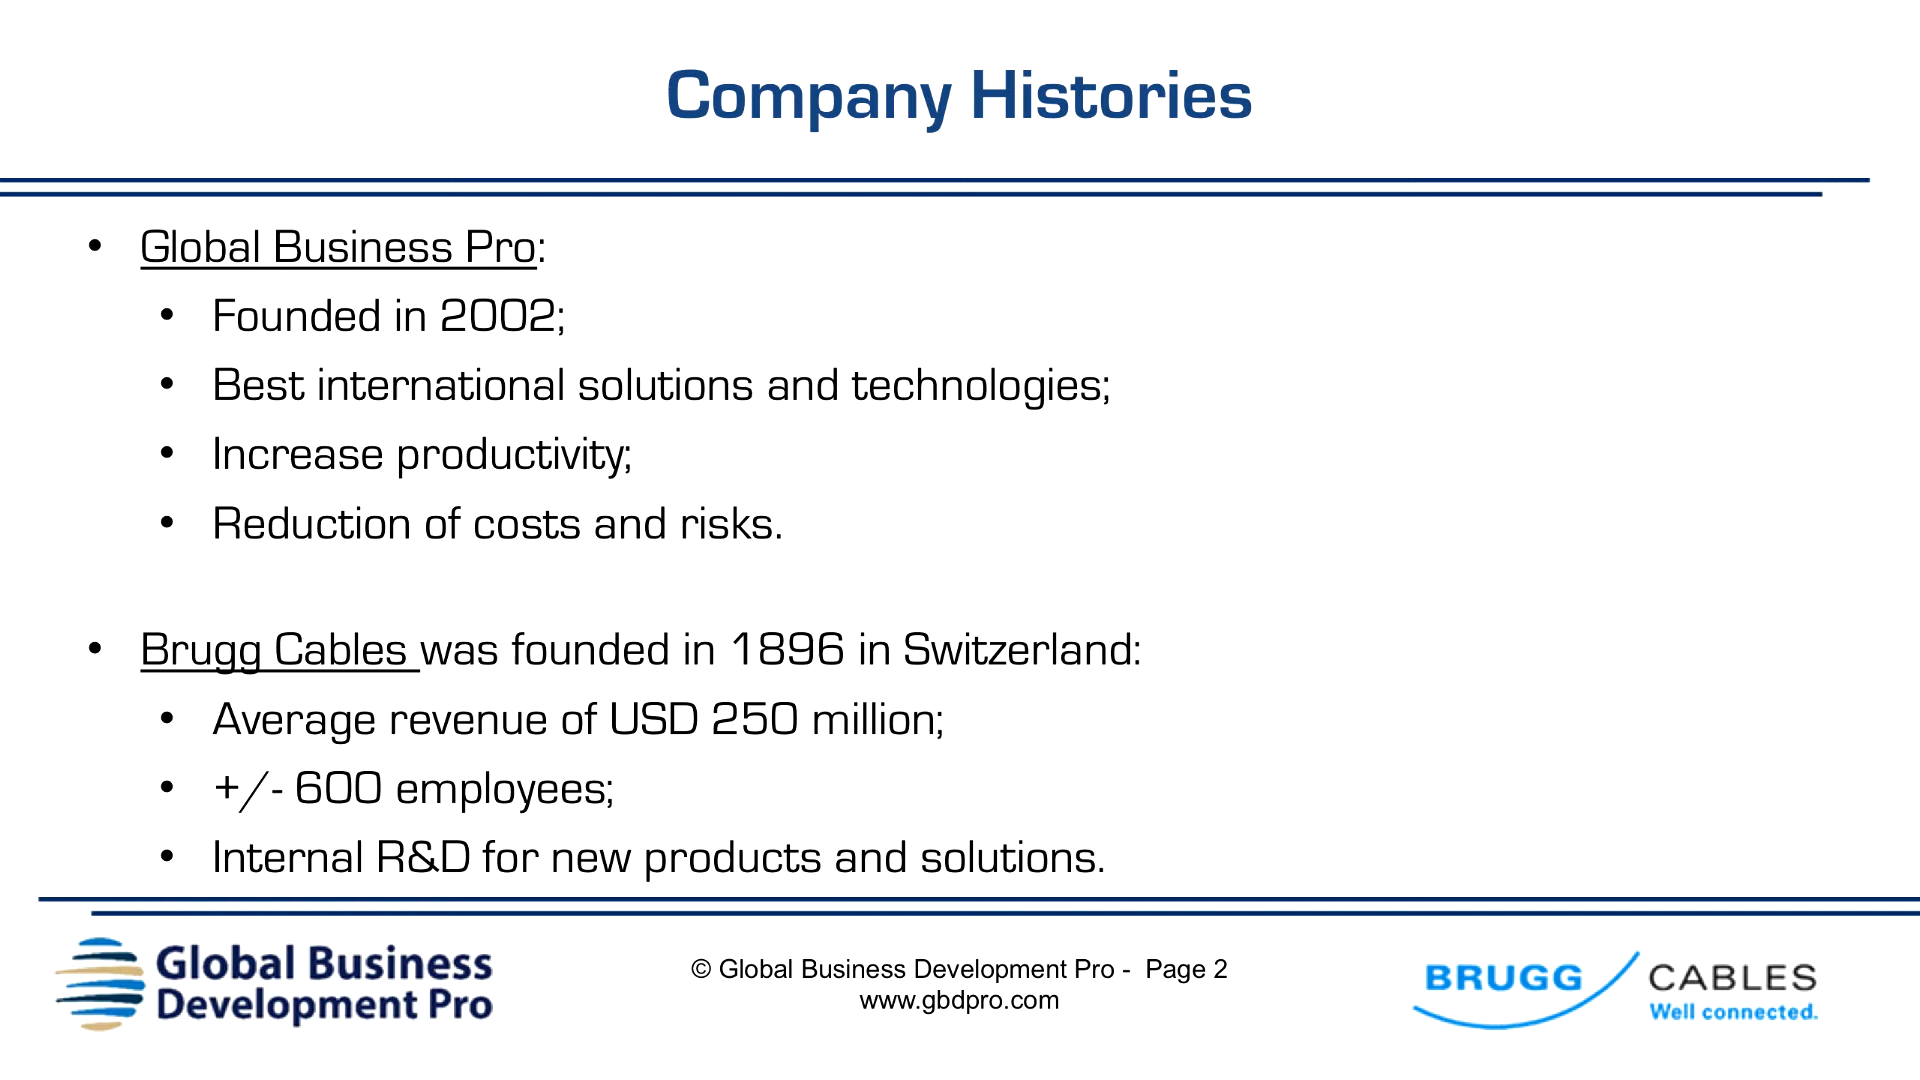 Company Histories
• Global Business Pro:
• Founded in 2002;
• Best international solutions and technologies;
• Increase productivity;
• Reduction of costs and risks.
• Brugg Cables was founded in 1896 in Switzerland:
• Average revenue of USD 250 million;
• +/- 600 employees;
• Internal R&D for new products and solutions.
Global Business
Development Pro
© Global Business Development Pro - Page 2
www.gbdpro.com
BRUGG CABLES
Well connected.